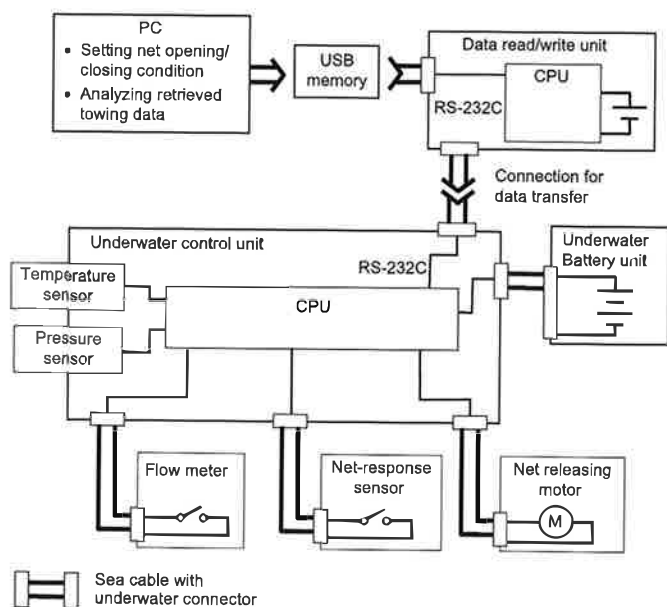 PC
• Setting net opening/
closing condition
• Analyzing retrieved
towing data
USB
memory
Data read/write unit
CPU
RS-232C
Connection for
data transfer
Underwater control unit
RS-232C
Underwater
Battery unit
Temperature
sensor
CPU
Pressure
sensor
Flow meter
Net-response
sensor
Net releasing
motor
M
Sea cable with
underwater connector